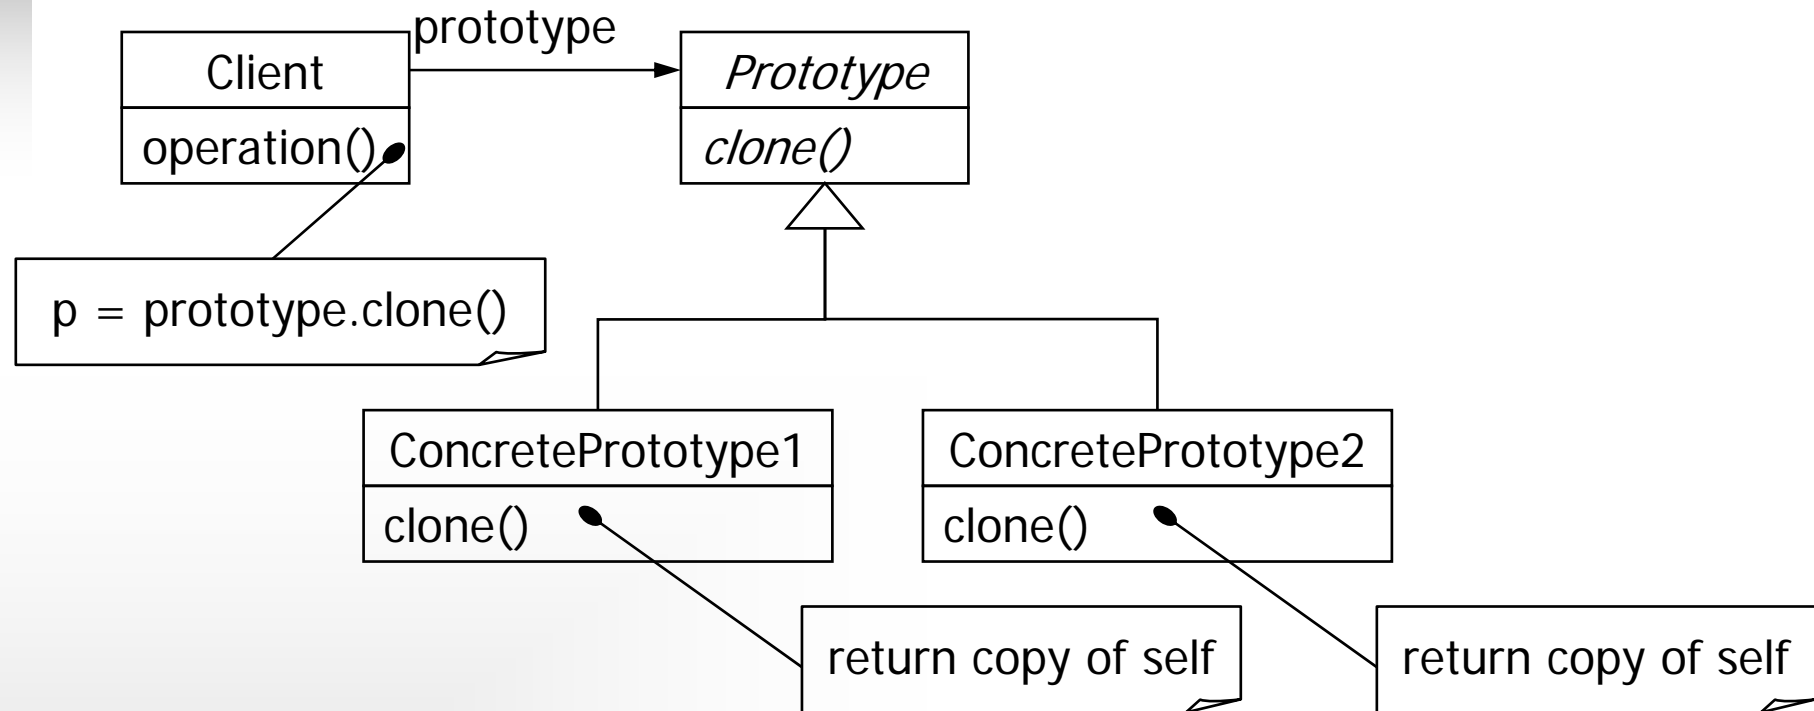 prototype
Client
Prototype
operation()
clone()
p = prototype.clone()
ConcretePrototype1
ConcretePrototype2
clone()
clone()
return copy of self
return copy of self